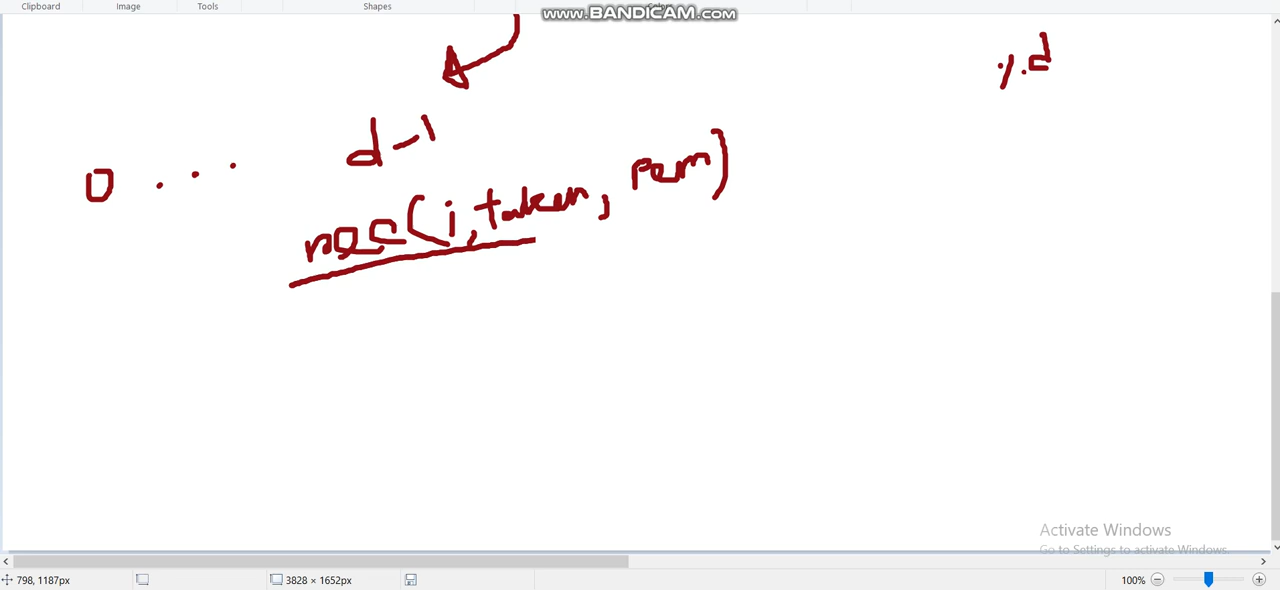 Clipboard Image Tools Shapes Colors
www.BANDICAM.com
%d
0 . . . d-1
rec(i, taken, rem)
Activate Windows
Go to Settings to activate Windows.
798, 1187px 3828 × 1652px 100%